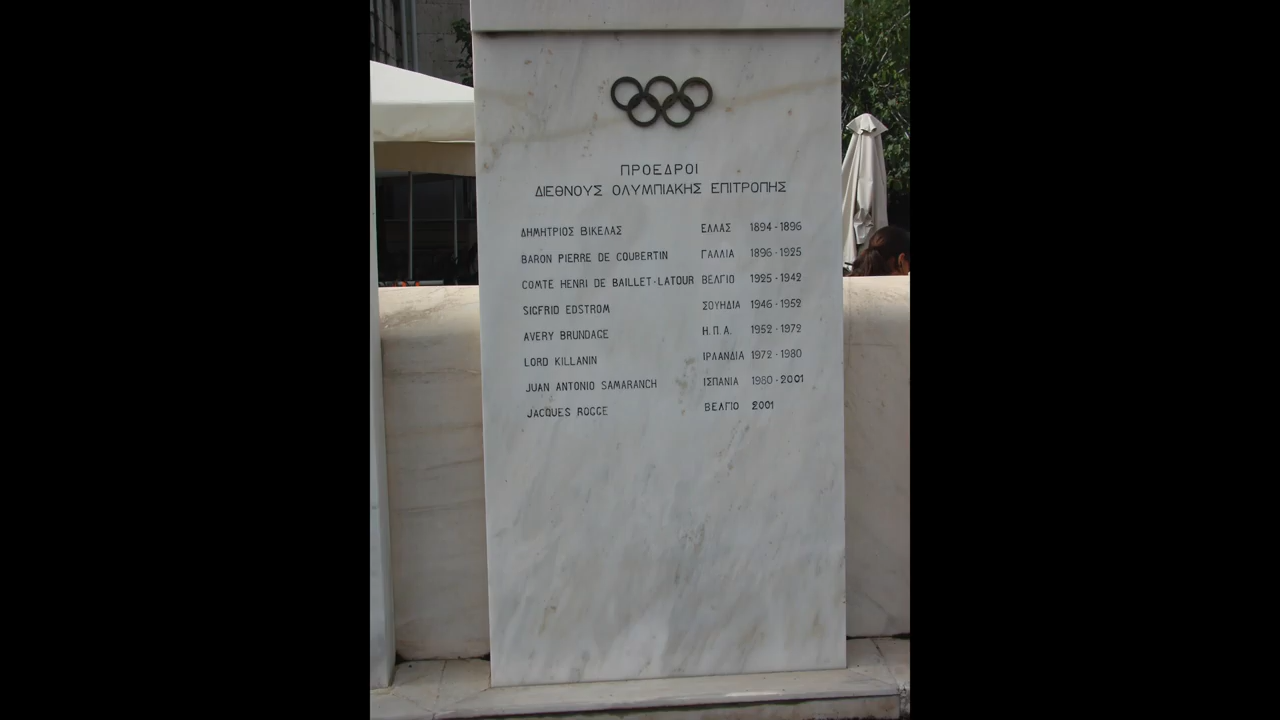 ΠΡΟΕΔΡΟΙ
ΔΙΕΘΝΟΥΣ ΟΛΥΜΠΙΑΚΗΣ ΕΠΙΤΡΟΠΗΣ
ΔΗΜΗΤΡΙΟΣ ΒΙΚΕΛΑΣ ΕΛΛΑΣ 1894-1896
BARON PIERRE DE COUBERTIN ΓΑΛΛΙΑ 1896-1925
COMTE HENRI DE BAILLET-LATOUR ΒΕΛΓΙΟ 1925-1942
SIGFRID EDSTROM ΣΟΥΗΔΙΑ 1946-1952
AVERY BRUNDAGE Η.Π.Α. 1952-1972
LORD KILLANIN ΙΡΛΑΝΔΙΑ 1972-1980
JUAN ANTONIO SAMARANCH ΙΣΠΑΝΙΑ 1980-2001
JACQUES ROGGE ΒΕΛΓΙΟ 2001